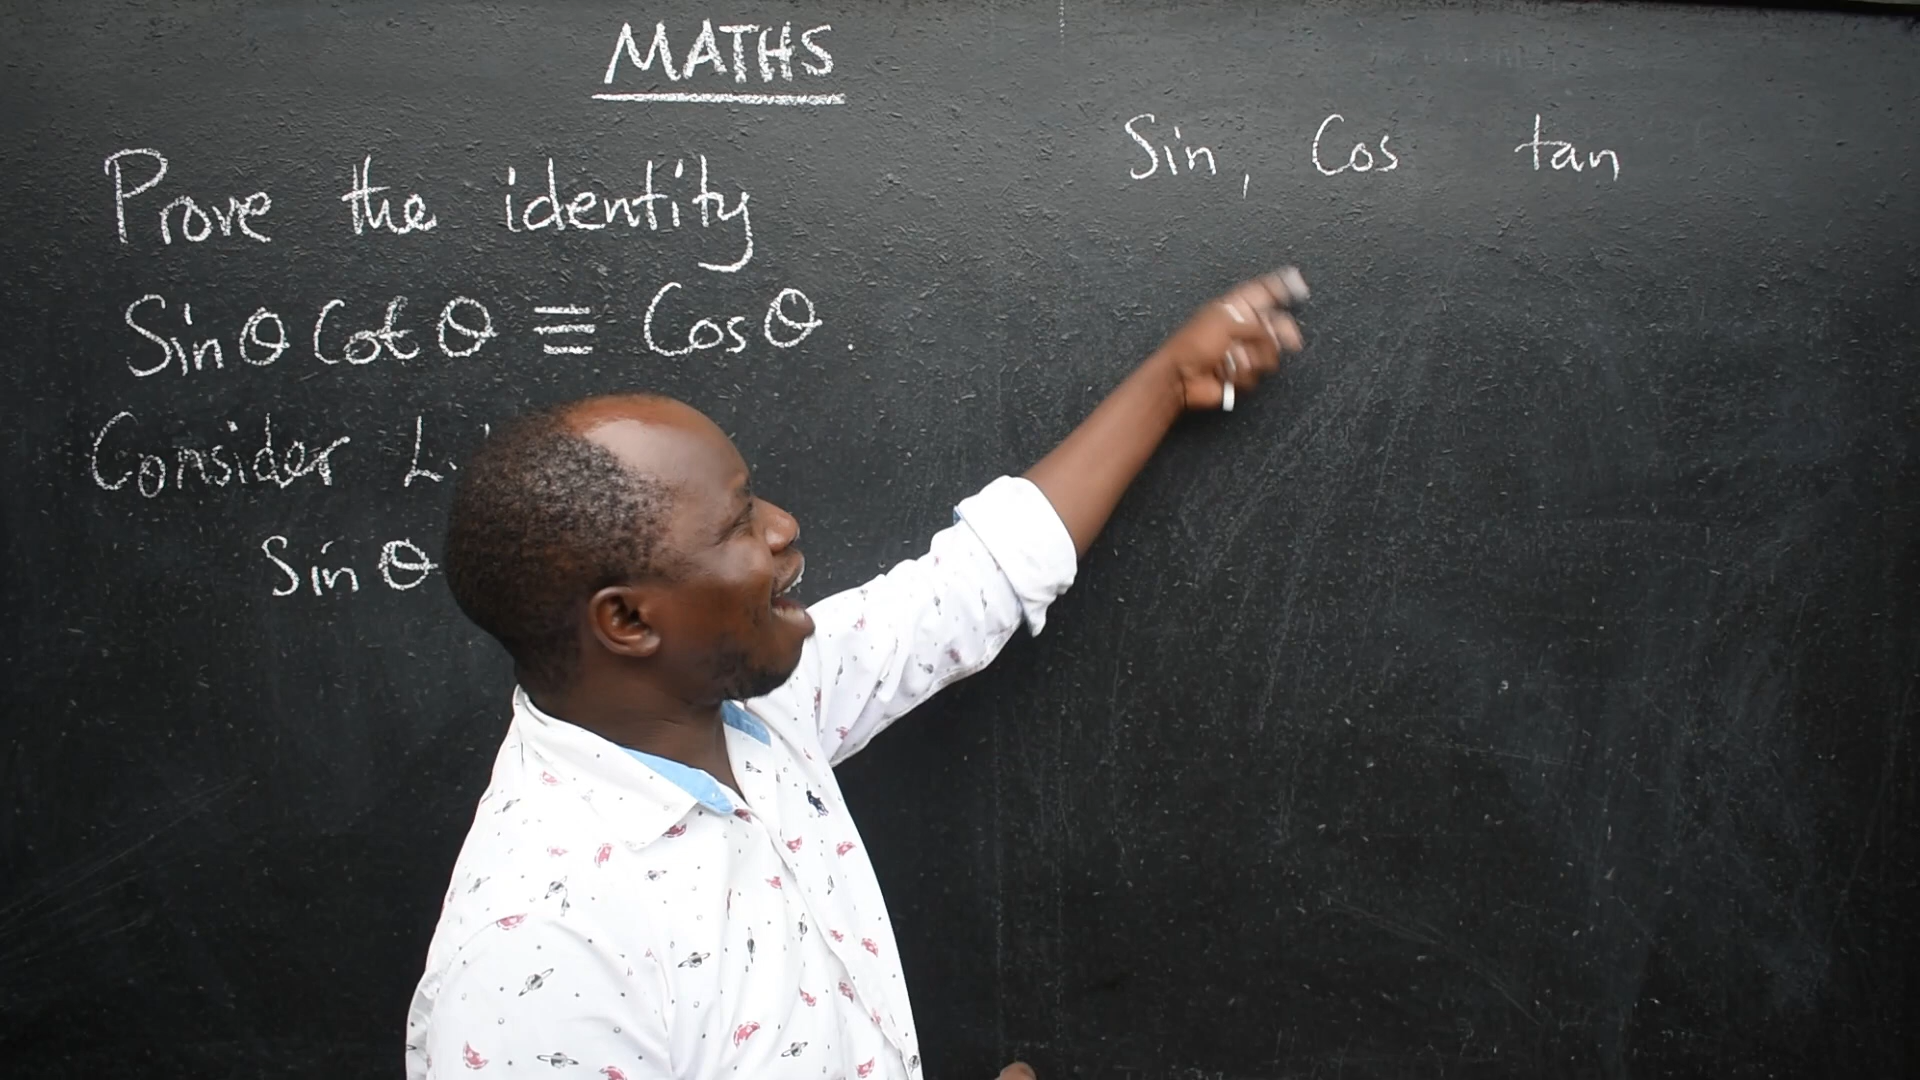 MATHS
Prove the identity
Sinθ Cotθ ≡ Cosθ.
Consider L.
Sinθ
Sin, Cos tan